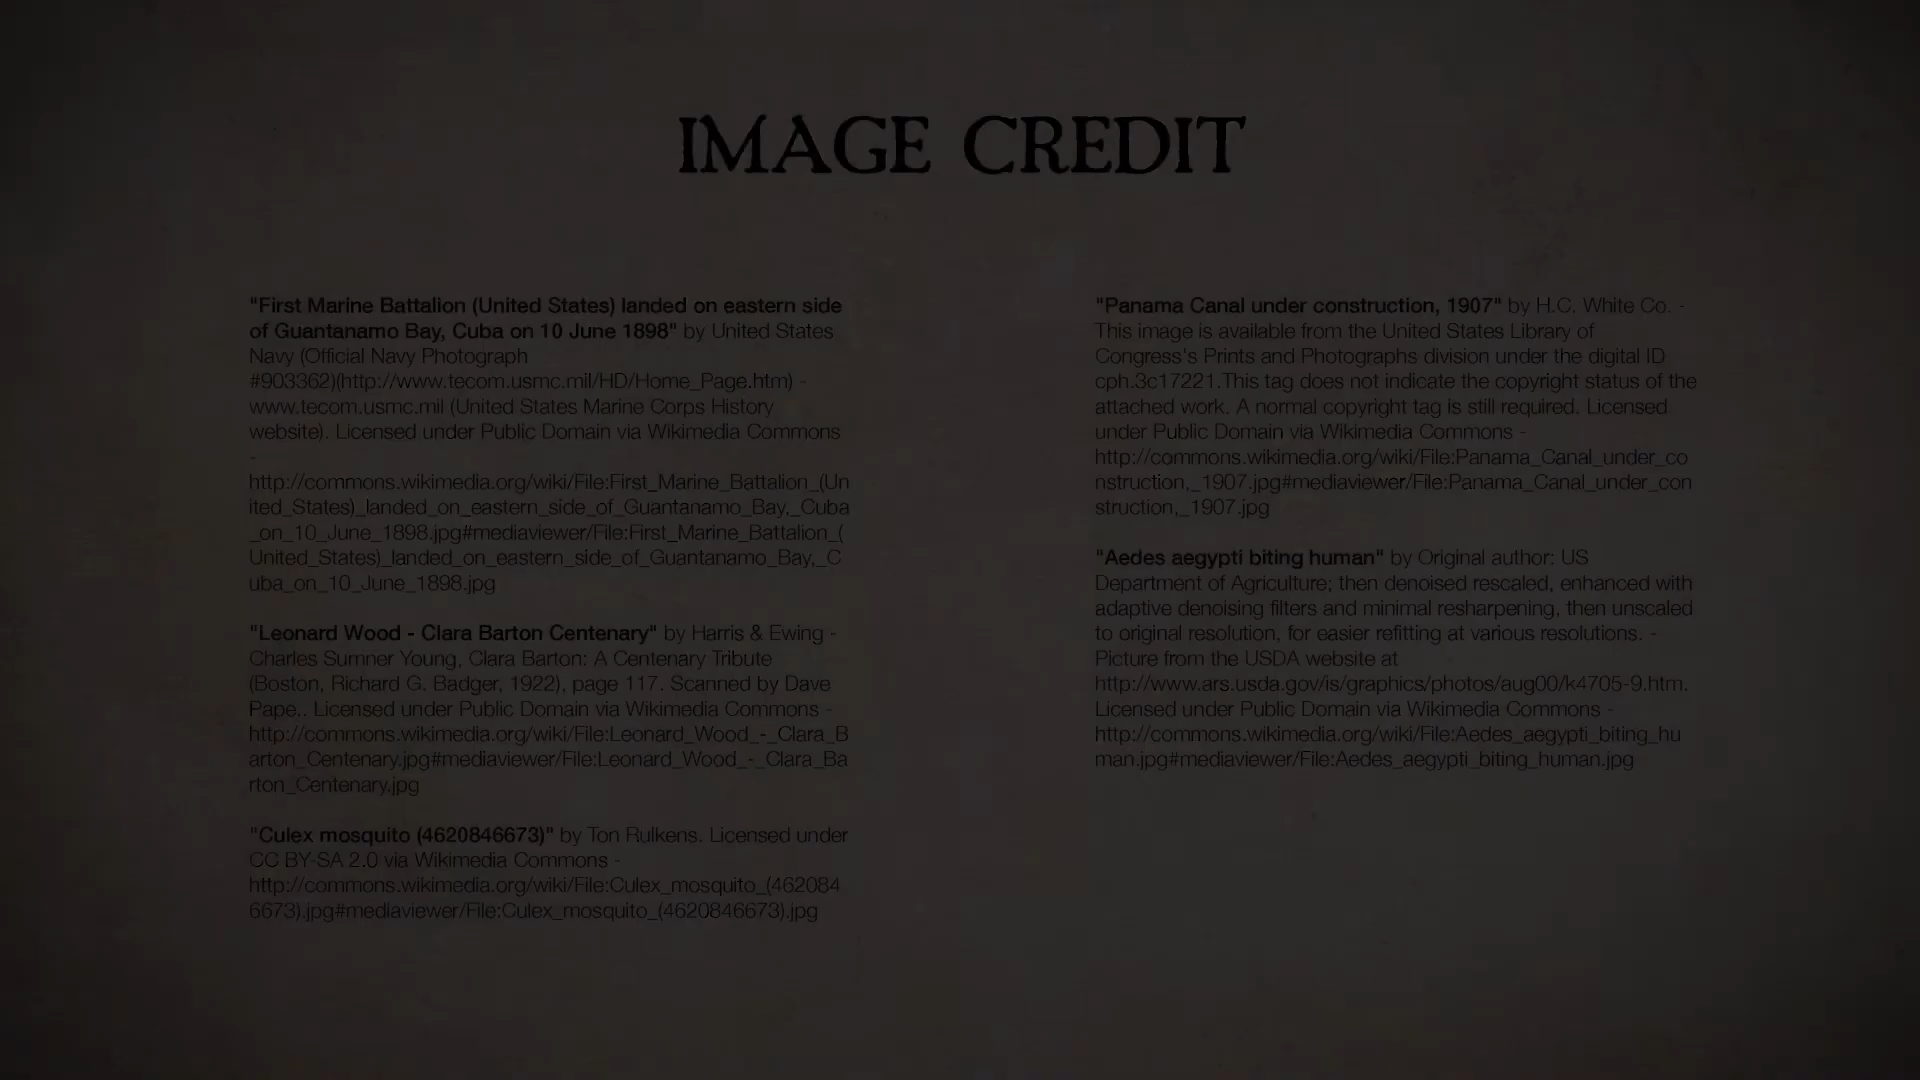 IMAGE CREDIT
"First Marine Battalion (United States) landed on eastern side
of Guantanamo Bay, Cuba on 10 June 1898" by United States
Navy (Official Navy Photograph
#903362)(http://www.tecom.usmc.mil/HD/Home_Page.htm) -
www.tecom.usmc.mil (United States Marine Corps History
website). Licensed under Public Domain via Wikimedia Commons
-
http://commons.wikimedia.org/wiki/File:First_Marine_Battalion_(Un
ited_States)_landed_on_eastern_side_of_Guantanamo_Bay,_Cuba
_on_10_June_1898.jpg#mediaviewer/File:First_Marine_Battalion_(
United_States)_landed_on_eastern_side_of_Guantanamo_Bay,_C
uba_on_10_June_1898.jpg
"Leonard Wood - Clara Barton Centenary" by Harris & Ewing -
Charles Sumner Young, Clara Barton: A Centenary Tribute
(Boston, Richard G. Badger, 1922), page 117. Scanned by Dave
Pape.. Licensed under Public Domain via Wikimedia Commons -
http://commons.wikimedia.org/wiki/File:Leonard_Wood_-_Clara_B
arton_Centenary.jpg#mediaviewer/File:Leonard_Wood_-_Clara_Ba
rton_Centenary.jpg
"Culex mosquito (4620846673)" by Ton Rulkens. Licensed under
CC BY-SA 2.0 via Wikimedia Commons -
http://commons.wikimedia.org/wiki/File:Culex_mosquito_(462084
6673).jpg#mediaviewer/File:Culex_mosquito_(4620846673).jpg
"Panama Canal under construction, 1907" by H.C. White Co. -
This image is available from the United States Library of
Congress's Prints and Photographs division under the digital ID
cph.3c17221.This tag does not indicate the copyright status of the
attached work. A normal copyright tag is still required. Licensed
under Public Domain via Wikimedia Commons -
http://commons.wikimedia.org/wiki/File:Panama_Canal_under_co
nstruction,_1907.jpg#mediaviewer/File:Panama_Canal_under_con
struction,_1907.jpg
"Aedes aegypti biting human" by Original author: US
Department of Agriculture; then denoised rescaled, enhanced with
adaptive denoising filters and minimal resharpening, then unscaled
to original resolution, for easier refitting at various resolutions. -
Picture from the USDA website at
http://www.ars.usda.gov/is/graphics/photos/aug00/k4705-9.htm.
Licensed under Public Domain via Wikimedia Commons -
http://commons.wikimedia.org/wiki/File:Aedes_aegypti_biting_hu
man.jpg#mediaviewer/File:Aedes_aegypti_biting_human.jpg